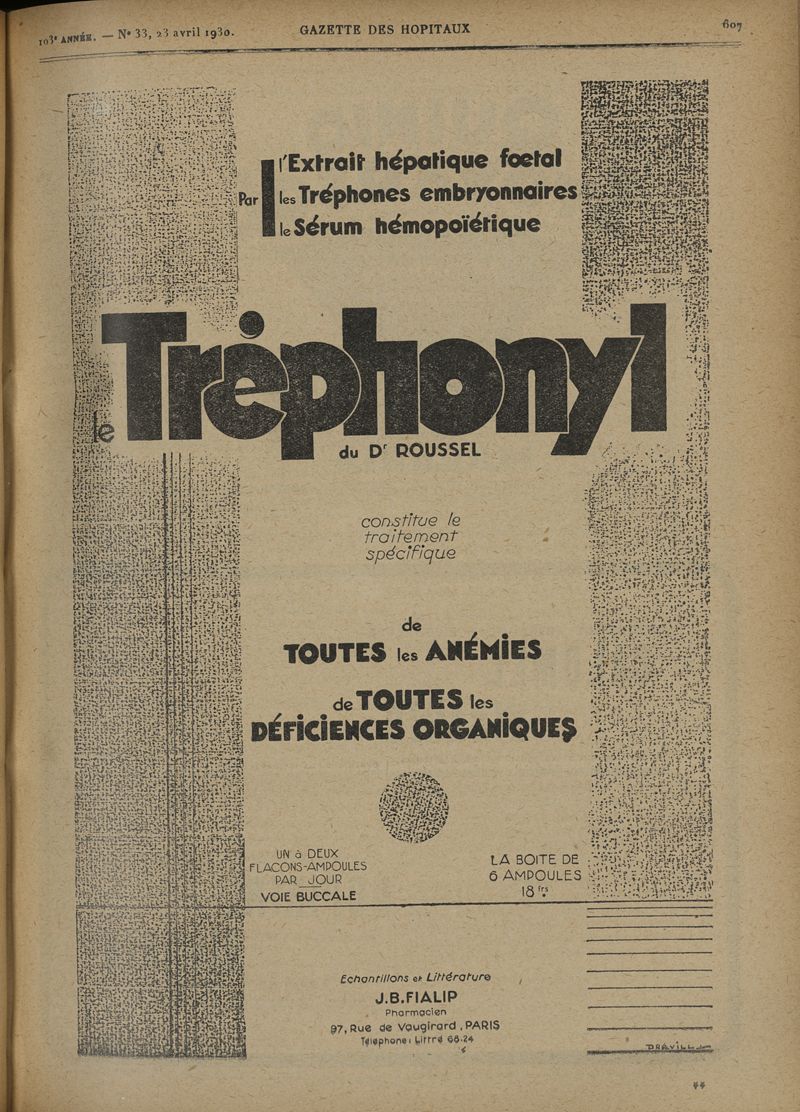 103e ANNÉE. — N° 33, 23 avril 1930.
GAZETTE DES HOPITAUX
607
l'Extrait hépatique foetal
Par les Tréphones embryonnaires
le Sérum hémopoïétique
le Tréphonyl
du Dr ROUSSEL
constitue le
traitement
spécifique
de
TOUTES les ANÉMIES
de TOUTES les
DÉFICIENCES ORGANIQUES
UN à DEUX
FLACONS-AMPOULES
PAR JOUR
VOIE BUCCALE
LA BOITE DE
6 AMPOULES
18 frs.
Echantillons et Littérature
J.B.FIALIP
Pharmacien
97, Rue de Vaugirard, PARIS
Téléphone: Littré 68-24